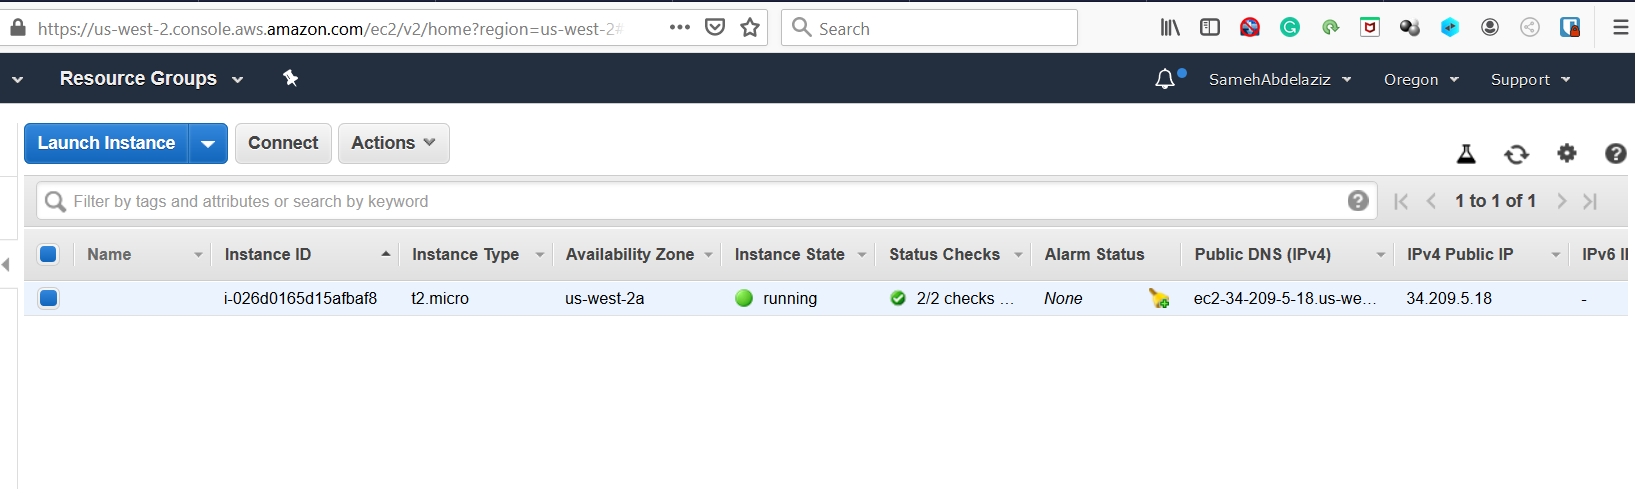 https://us-west-2.console.aws.amazon.com/ec2/v2/home?region=us-west-2# ••• Search
Resource Groups SamehAbdelaziz Oregon Support
Launch Instance Connect Actions
Filter by tags and attributes or search by keyword 1 to 1 of 1
Name Instance ID Instance Type Availability Zone Instance State Status Checks Alarm Status Public DNS (IPv4) IPv4 Public IP IPv6 I
i-026d0165d15afbaf8 t2.micro us-west-2a running 2/2 checks ... None ec2-34-209-5-18.us-we... 34.209.5.18 -